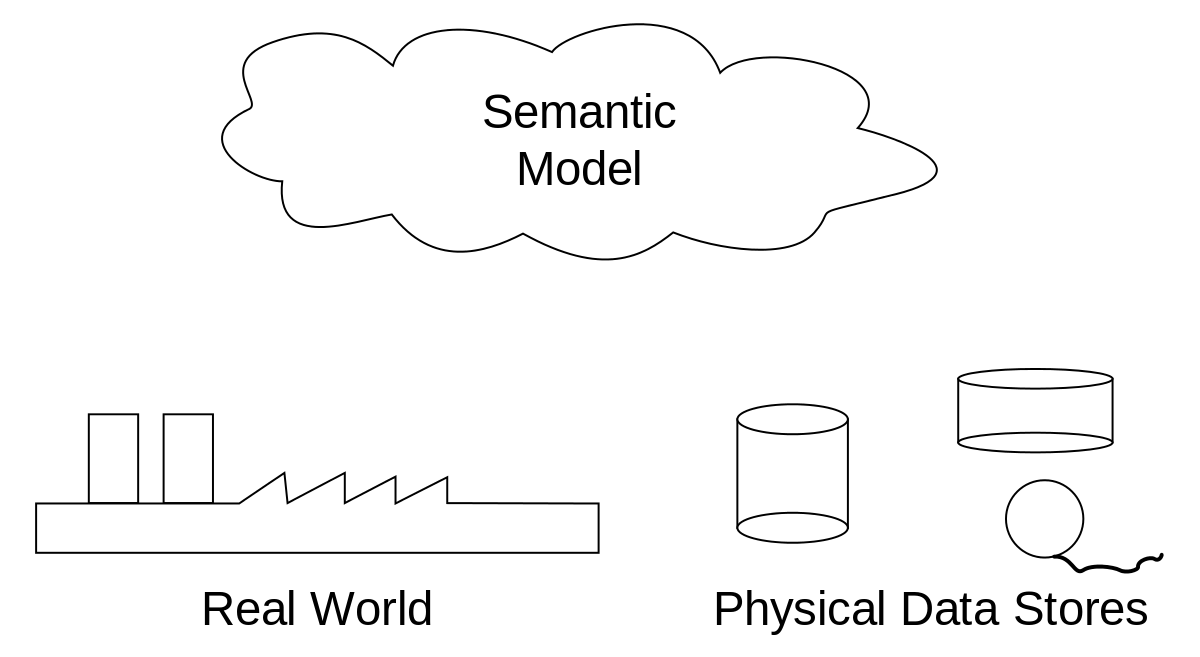 Semantic
Model
Real World
Physical Data Stores